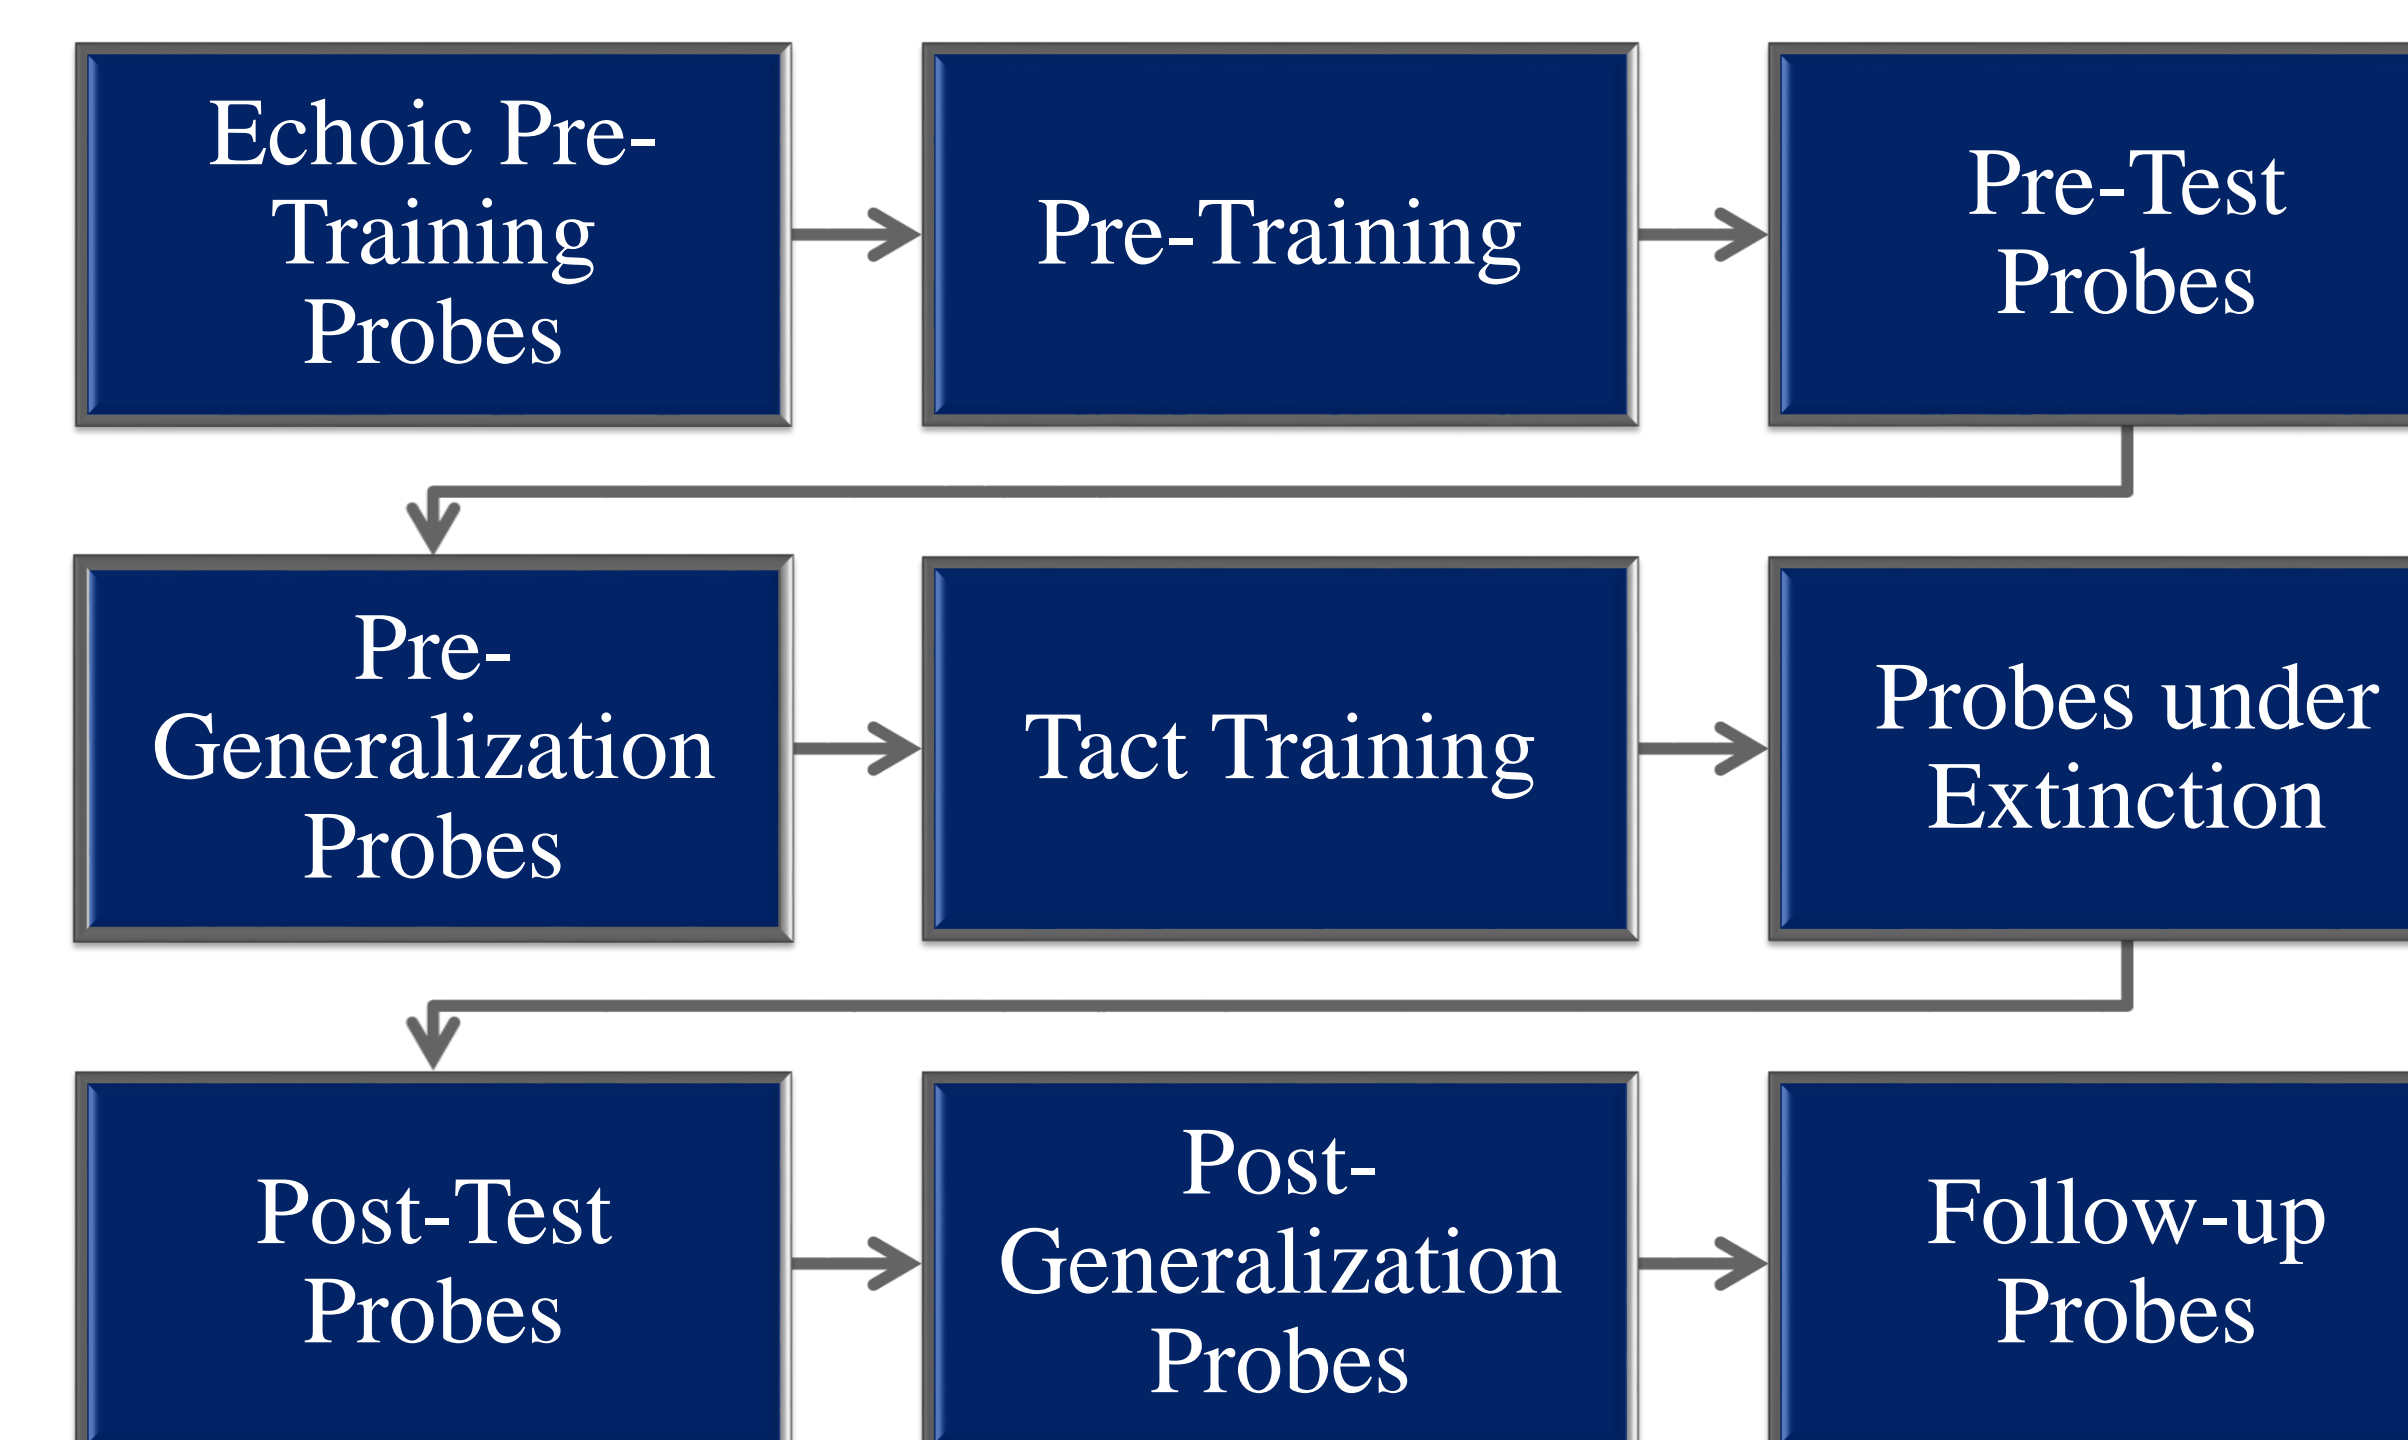 Echoic Pre-
Training
Probes
Pre-Training
Pre-Test
Probes
Pre-
Generalization
Probes
Tact Training
Probes under
Extinction
Post-Test
Probes
Post-
Generalization
Probes
Follow-up
Probes